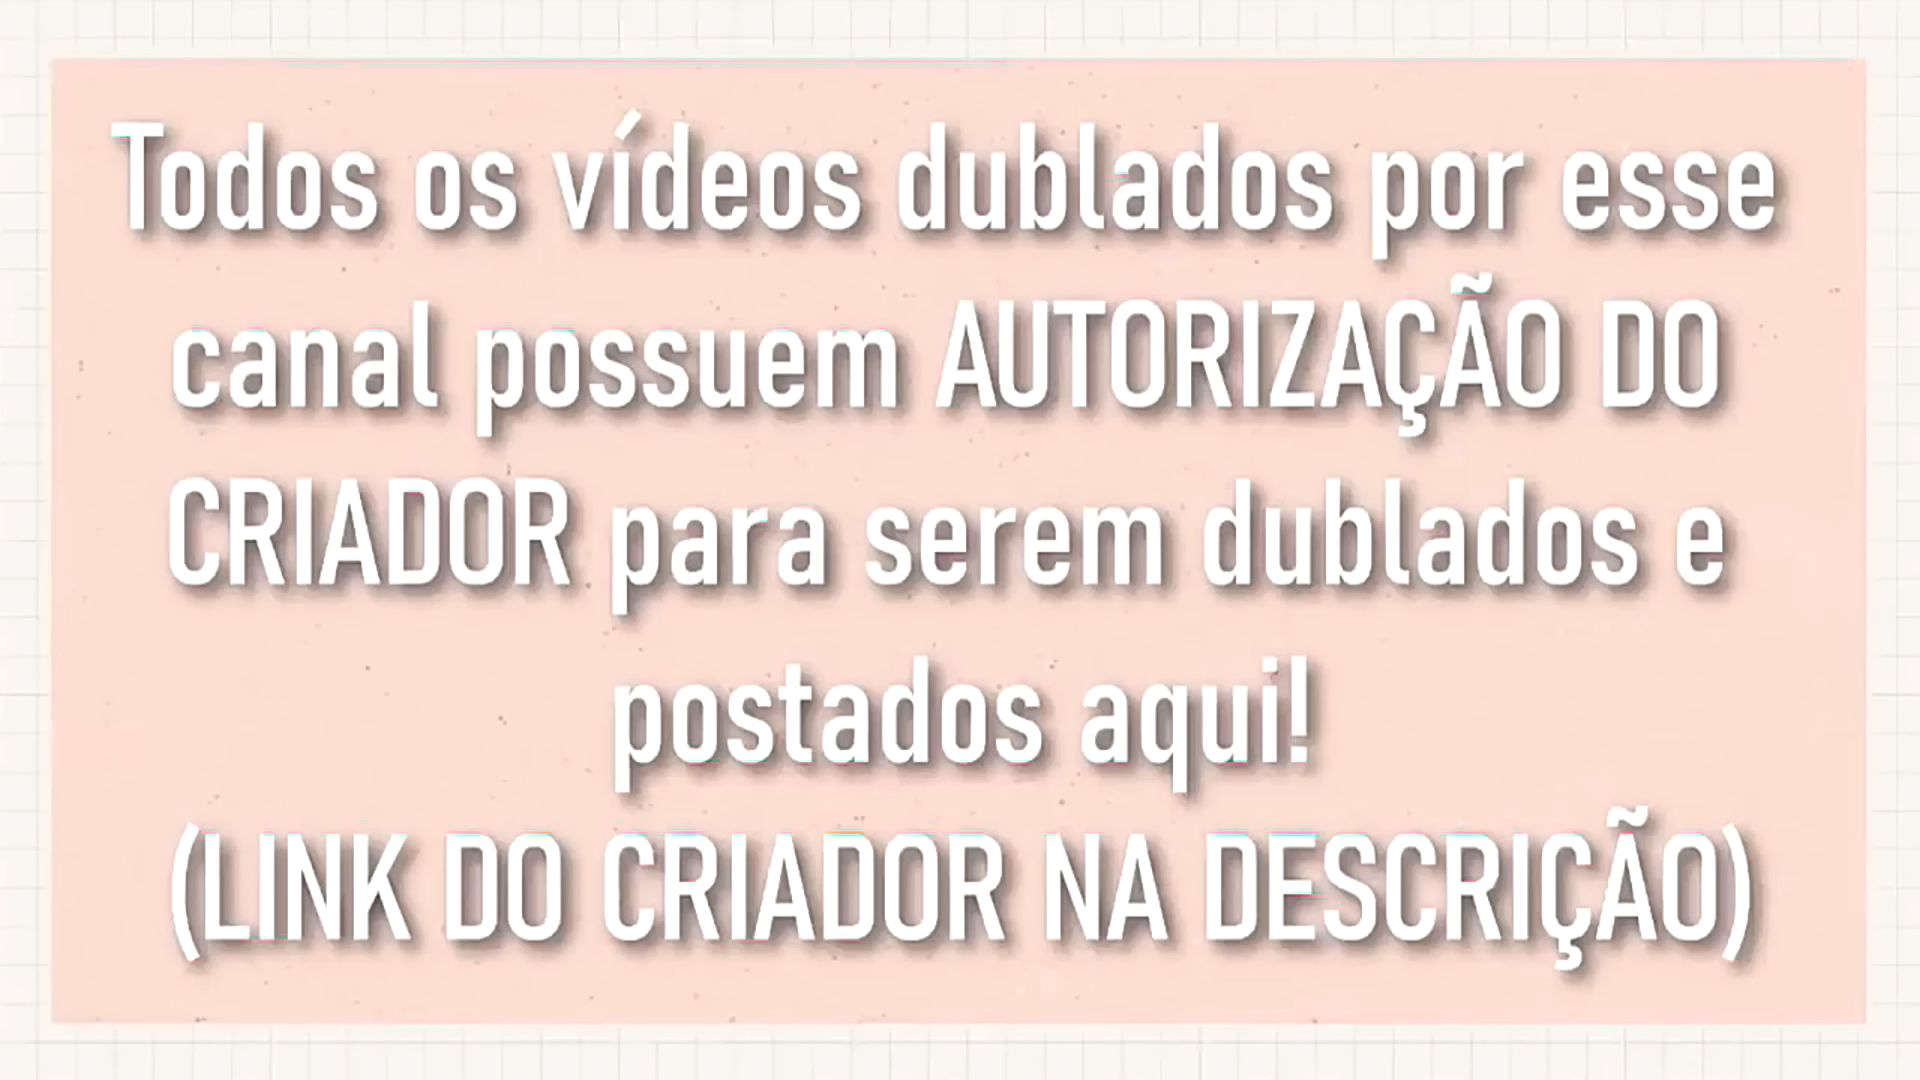 Todos os vídeos dublados por esse
canal possuem AUTORIZAÇÃO DO
CRIADOR para serem dublados e
postados aqui!
(LINK DO CRIADOR NA DESCRIÇÃO)